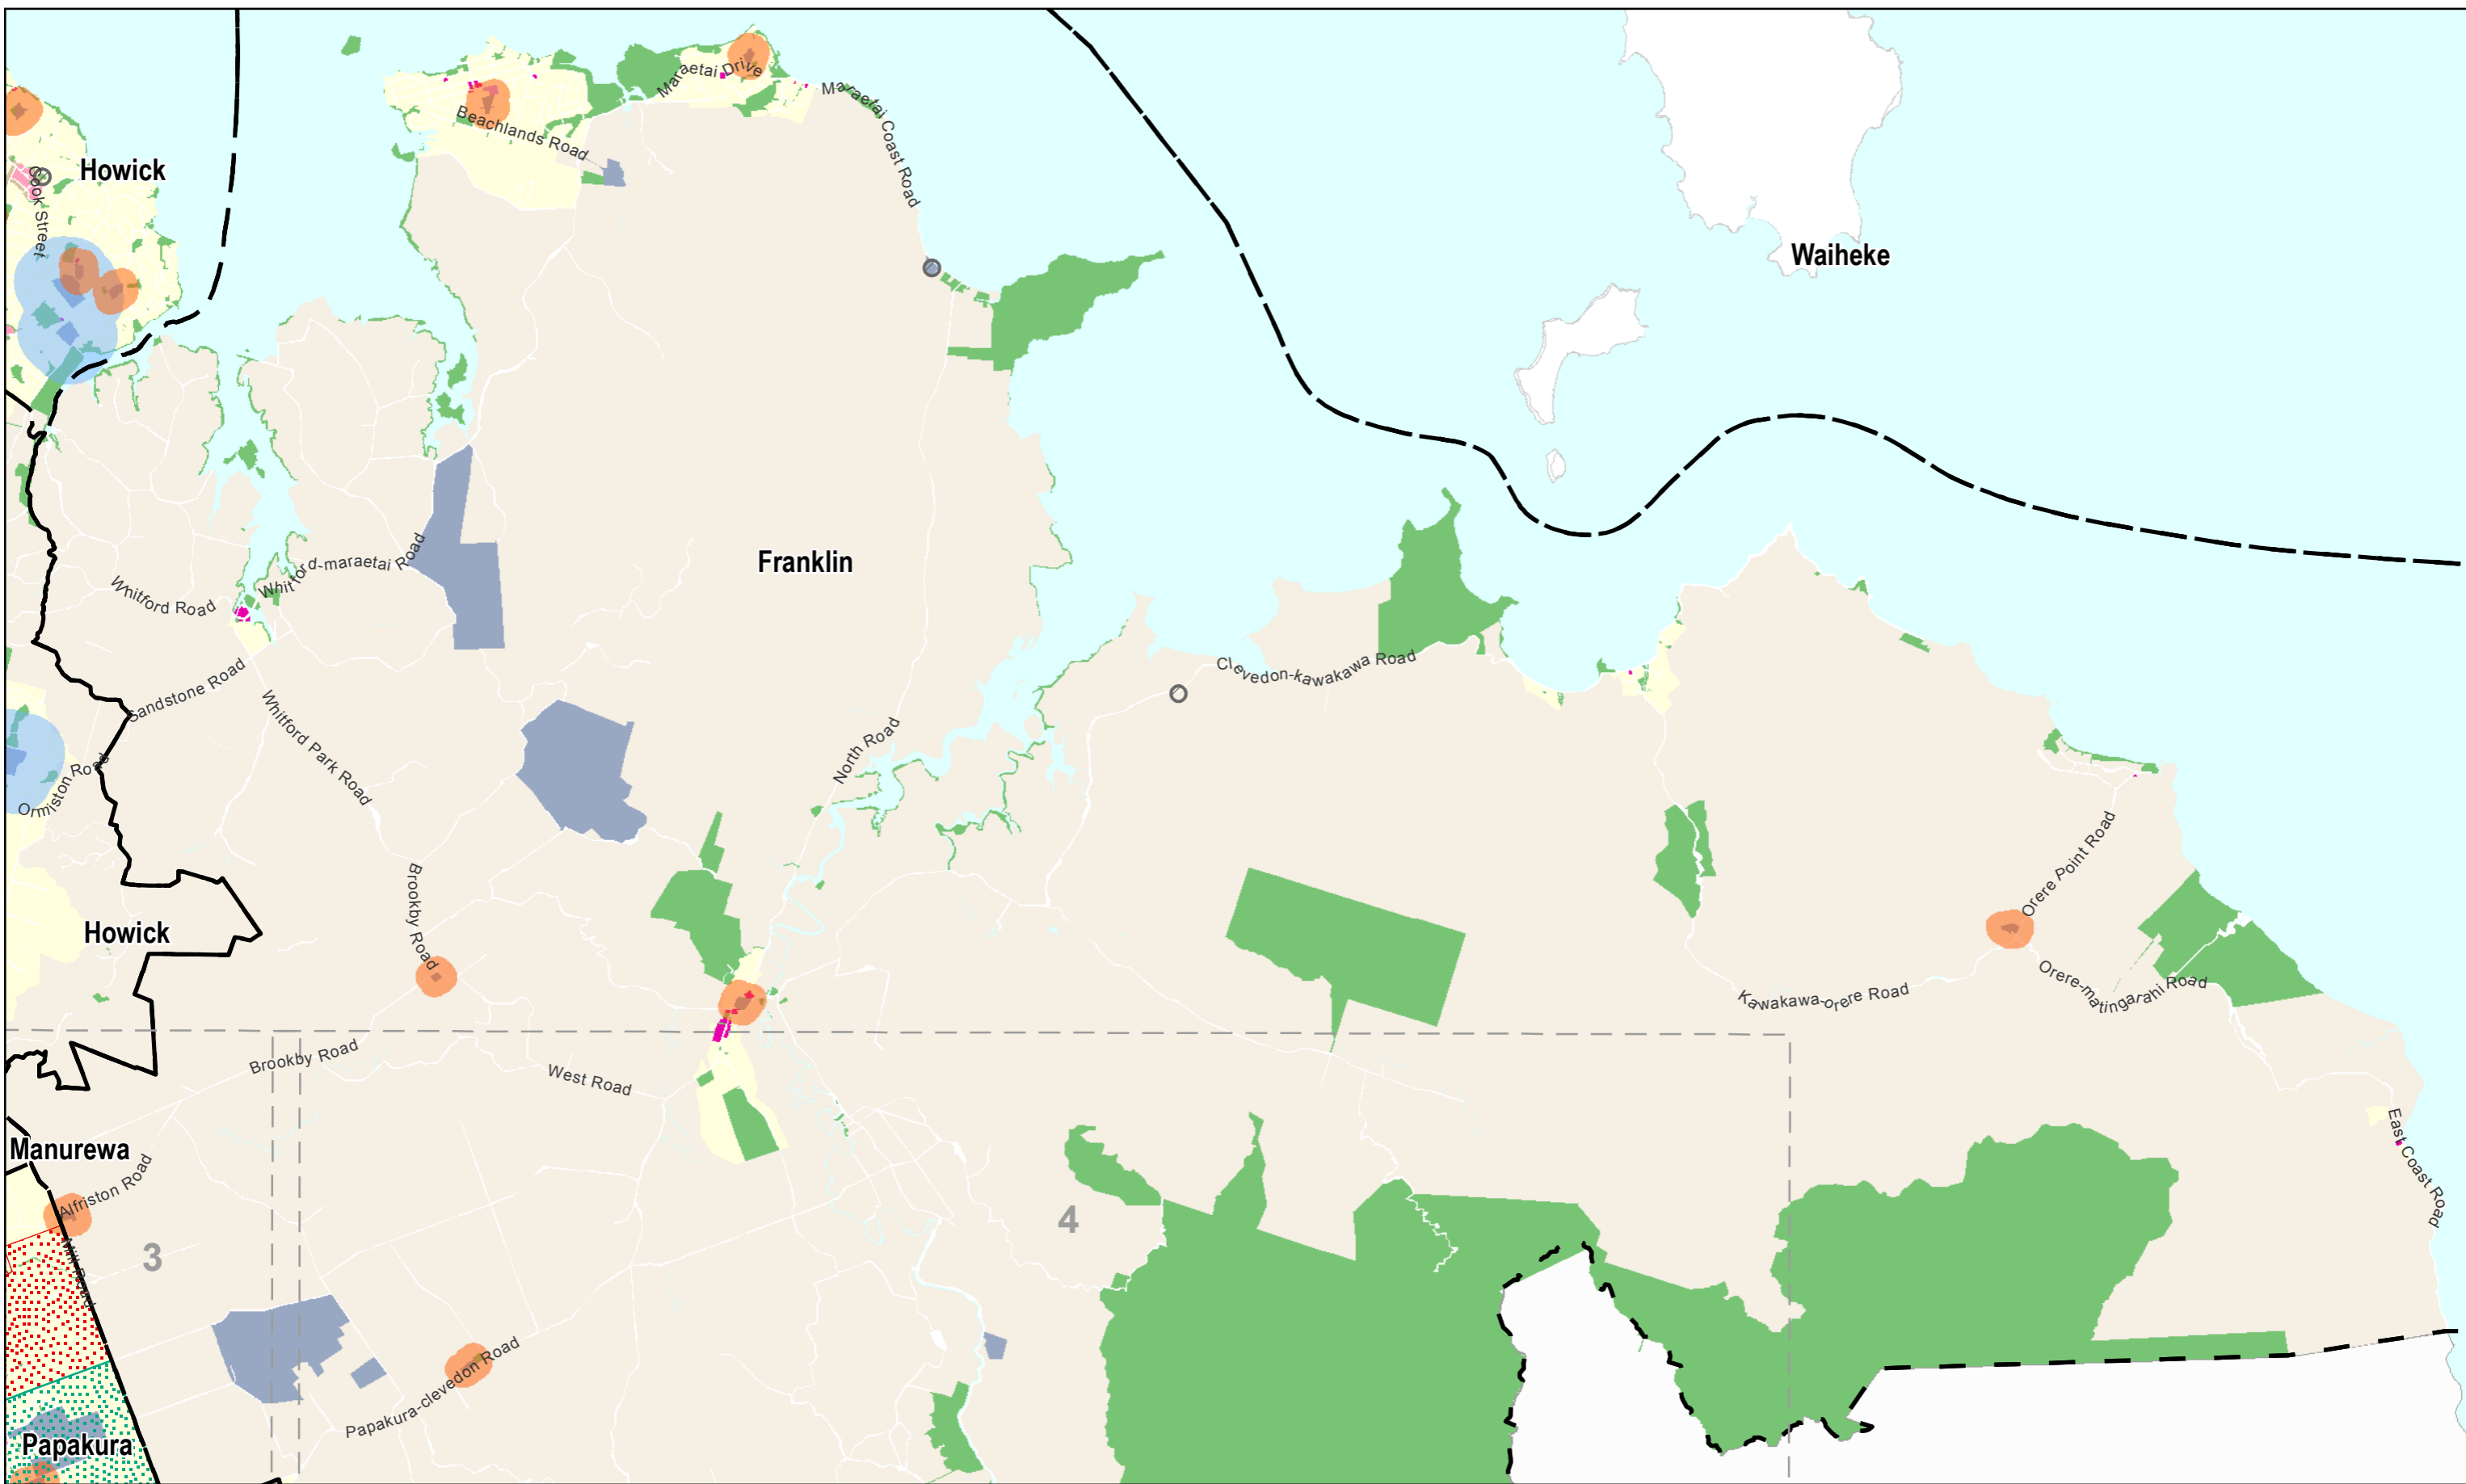 Maraetai Drive
Maraetai Coast Road
Beachlands Road
Howick
Cook Street
Waiheke
Franklin
Whitford-maraetai Road
Whitford Road
Clevedon-kawakawa Road
Sandstone Road
Whitford Park Road
North Road
Ormiston Road
Orere Point Road
Brookby Road
Howick
Kawakawa-orere Road
Orere-matingarahi Road
Brookby Road
West Road
Manurewa
Alfriston Road
East Coast Road
4
3
Mill Road
Papakura-clevedon Road
Papakura